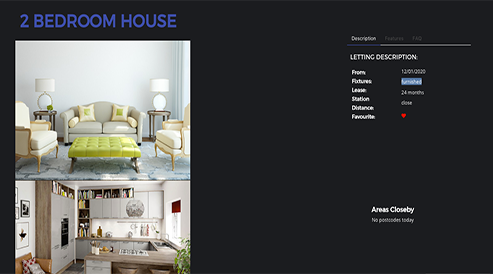 2 BEDROOM HOUSE
Description Features FAQ
LETTING DESCRIPTION:
From: 12/01/2020
Fixtures: furnished
Lease: 24 months
Station
Distance: close
Favourite:
Areas Closeby
No postcodes today